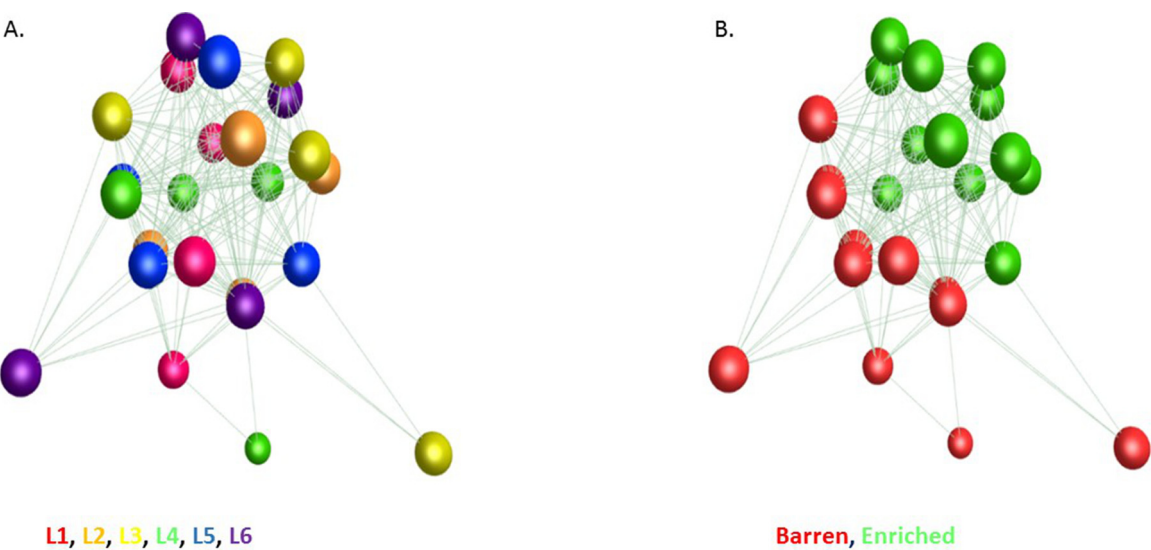 A.
B.
L1, L2, L3, L4, L5, L6
Barren, Enriched